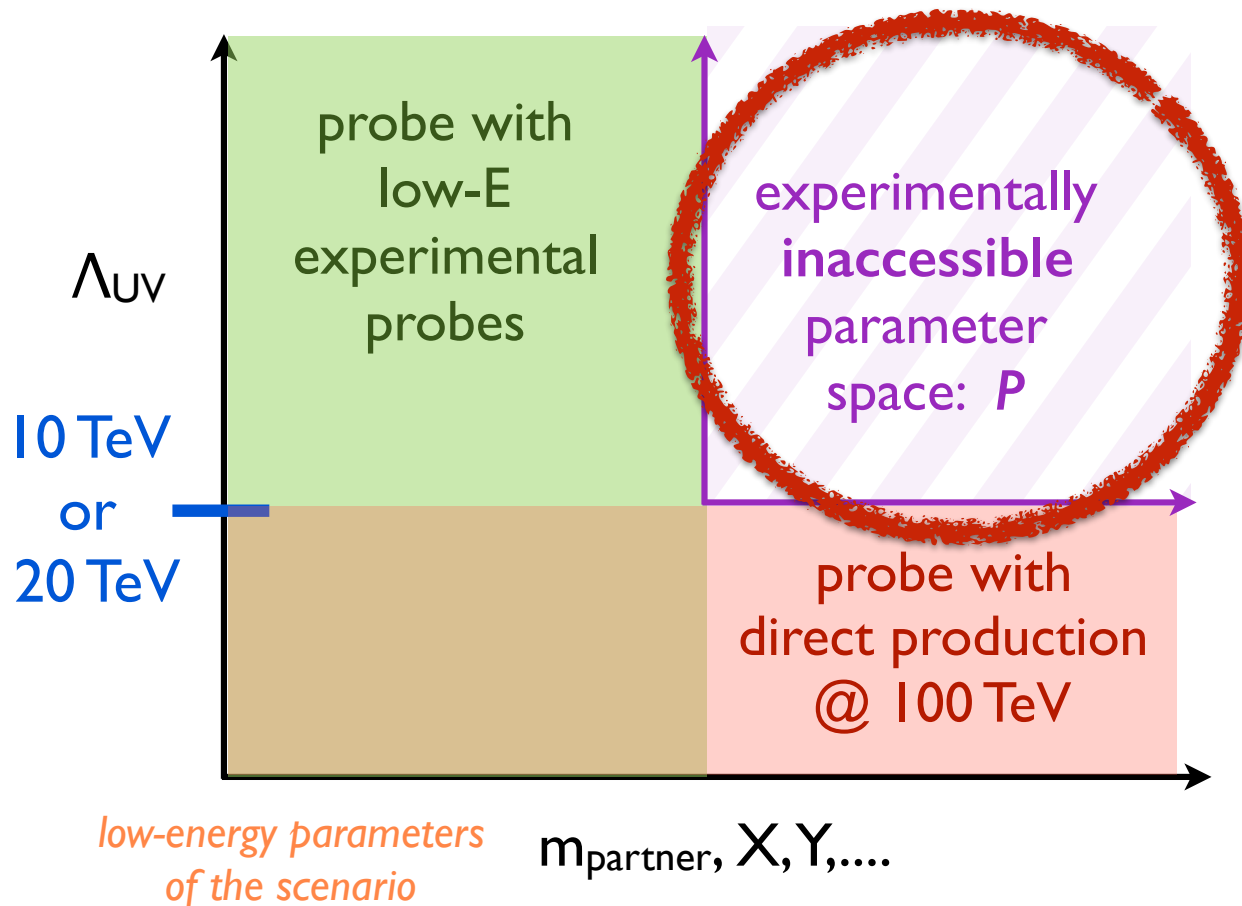 probe with
low-E
experimental
probes
experimentally
inaccessible
parameter
space: P
ΛUV
10 TeV
or
20 TeV
probe with
direct production
@ 100 TeV
low-energy parameters
of the scenario
mpartner, X,Y,....